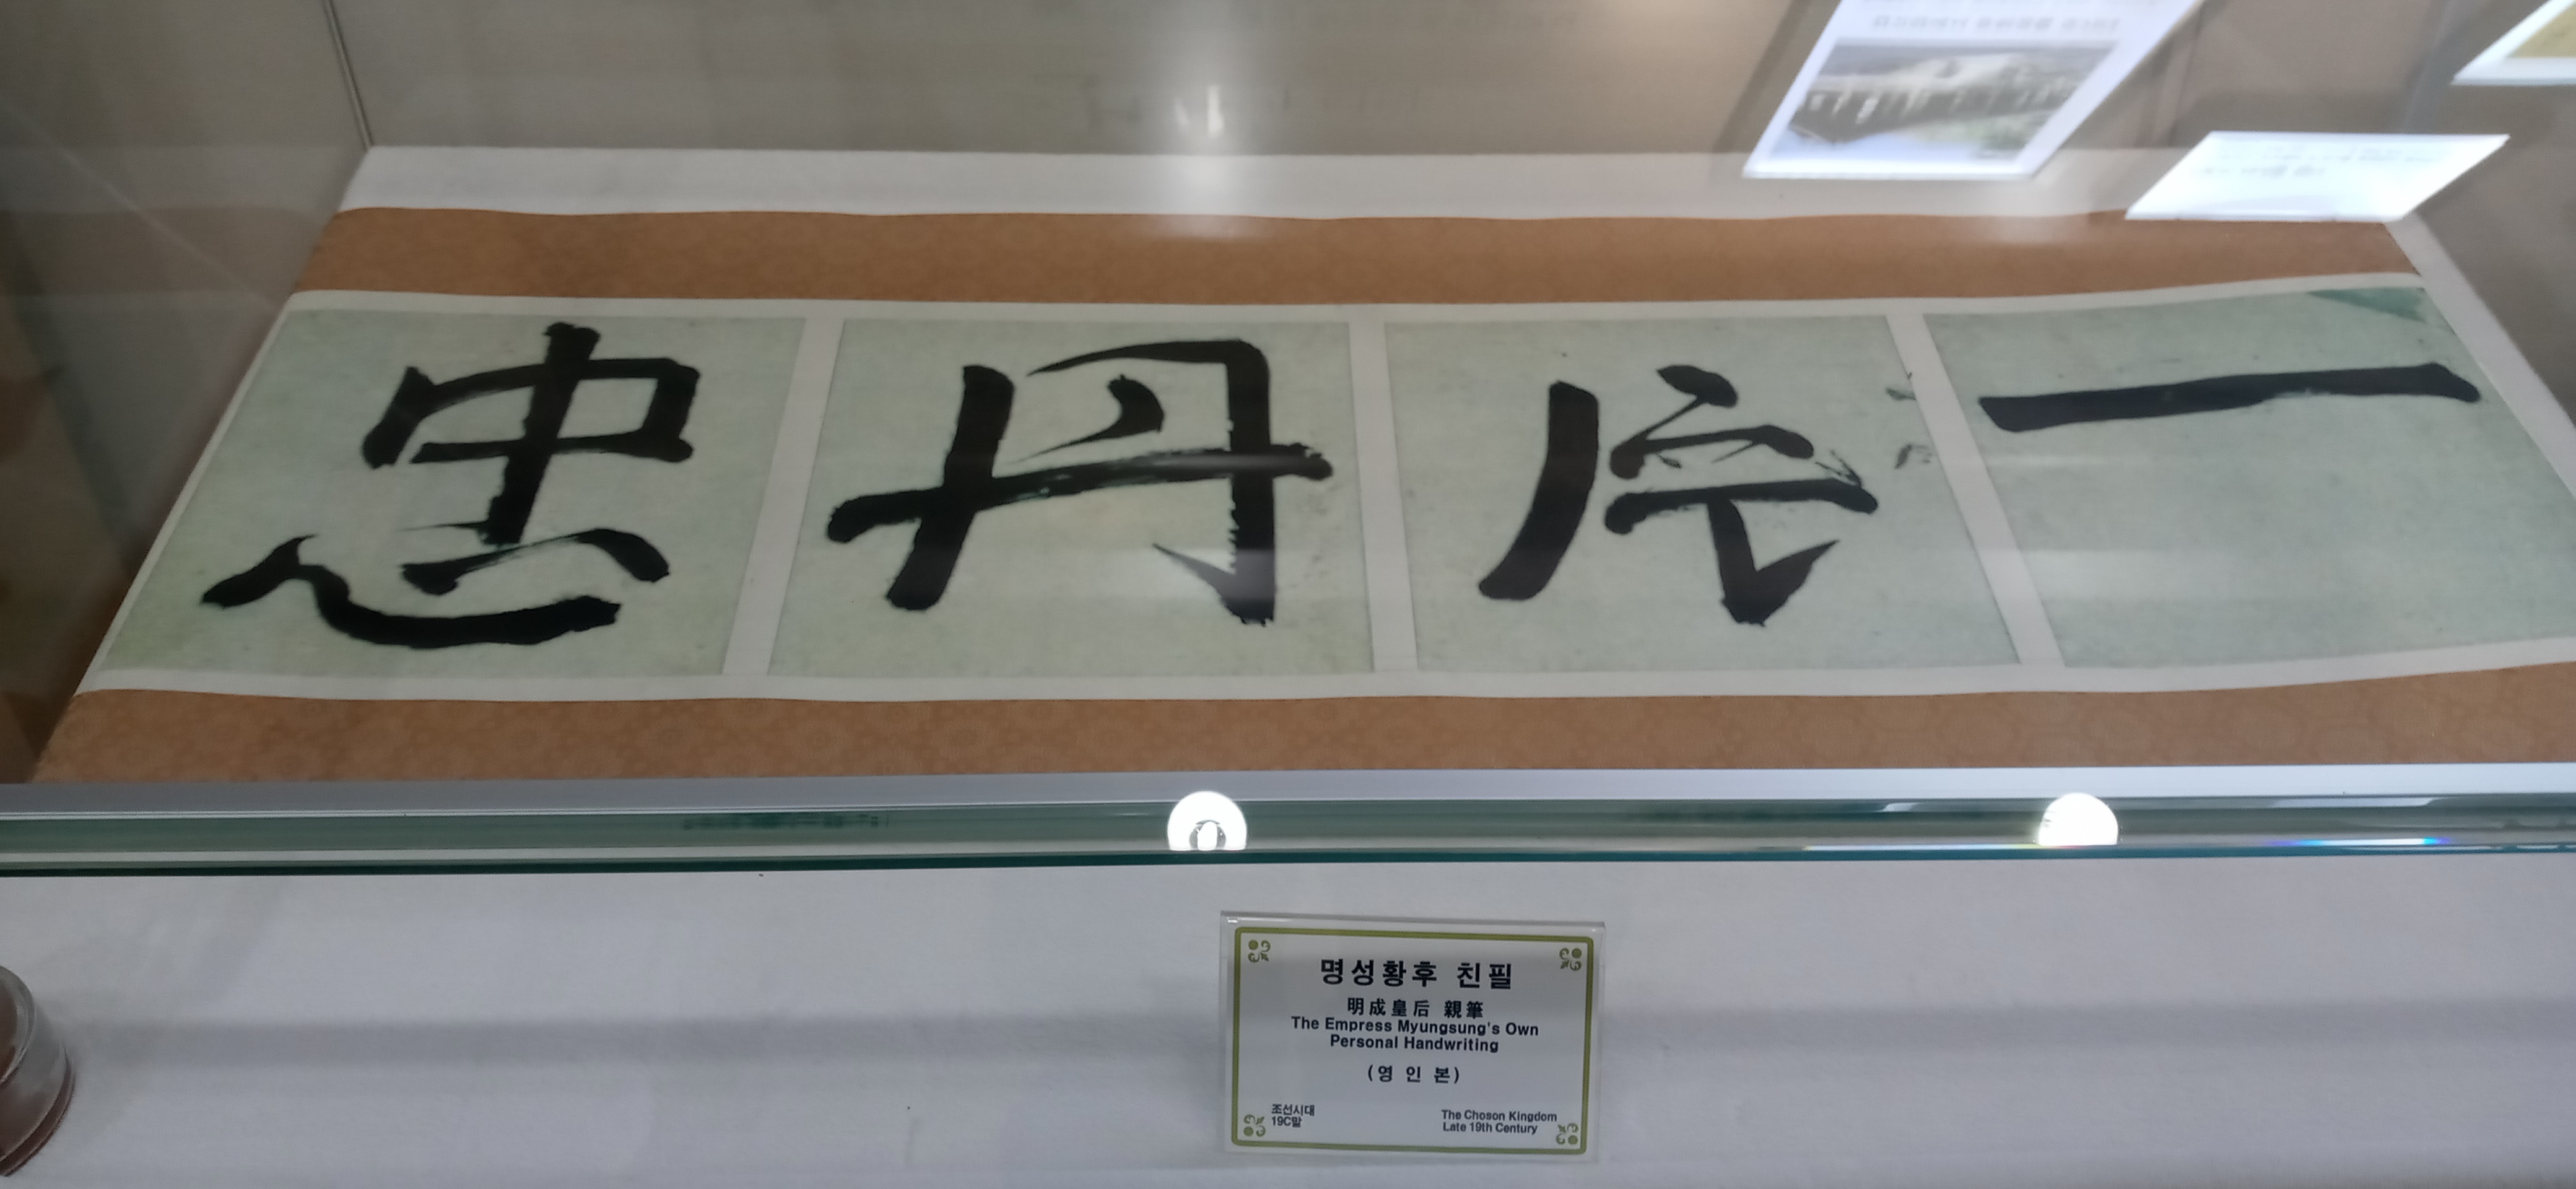 一片丹忠
명성황후 친필
明成皇后 親筆
The Empress Myungsung's Own
Personal Handwriting
(영 인 본)
조선시대
19C말
The Choson Kingdom
Late 19th Century